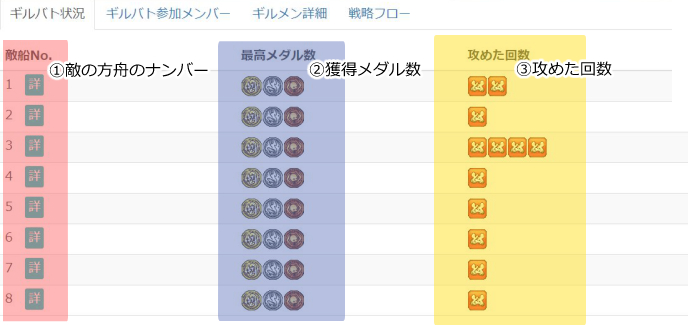 ギルバト状況 ギルバト参加メンバー ギルメン詳細 戦略フロー
敵船No. 最高メダル数 攻めた回数
①敵の方舟のナンバー ②獲得メダル数 ③攻めた回数
1 詳
2 詳
3 詳
4 詳
5 詳
6 詳
7 詳
8 詳